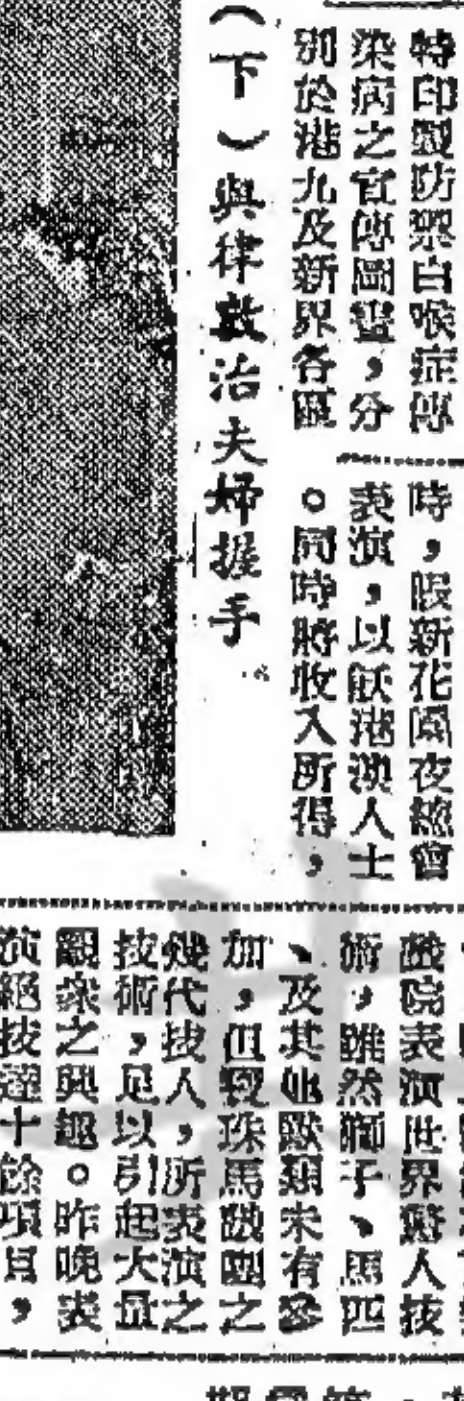 特印製防禦白喉症傳
染病之宣傳圖畫，分
別於港九及新界各區
（下）與律敦治夫婦握手
時，假新花園夜總會
表演，以飫港澳人士
。同時將收入所得，
戲院表演世界驚人技
術，雖然獅子、馬匹
、及其他獸類未有參
加，但寶珠馬戲團之
幾代技人，所表演之
技術，足以引起大量
觀衆之興趣。昨晚表
演絕技達十餘項目，